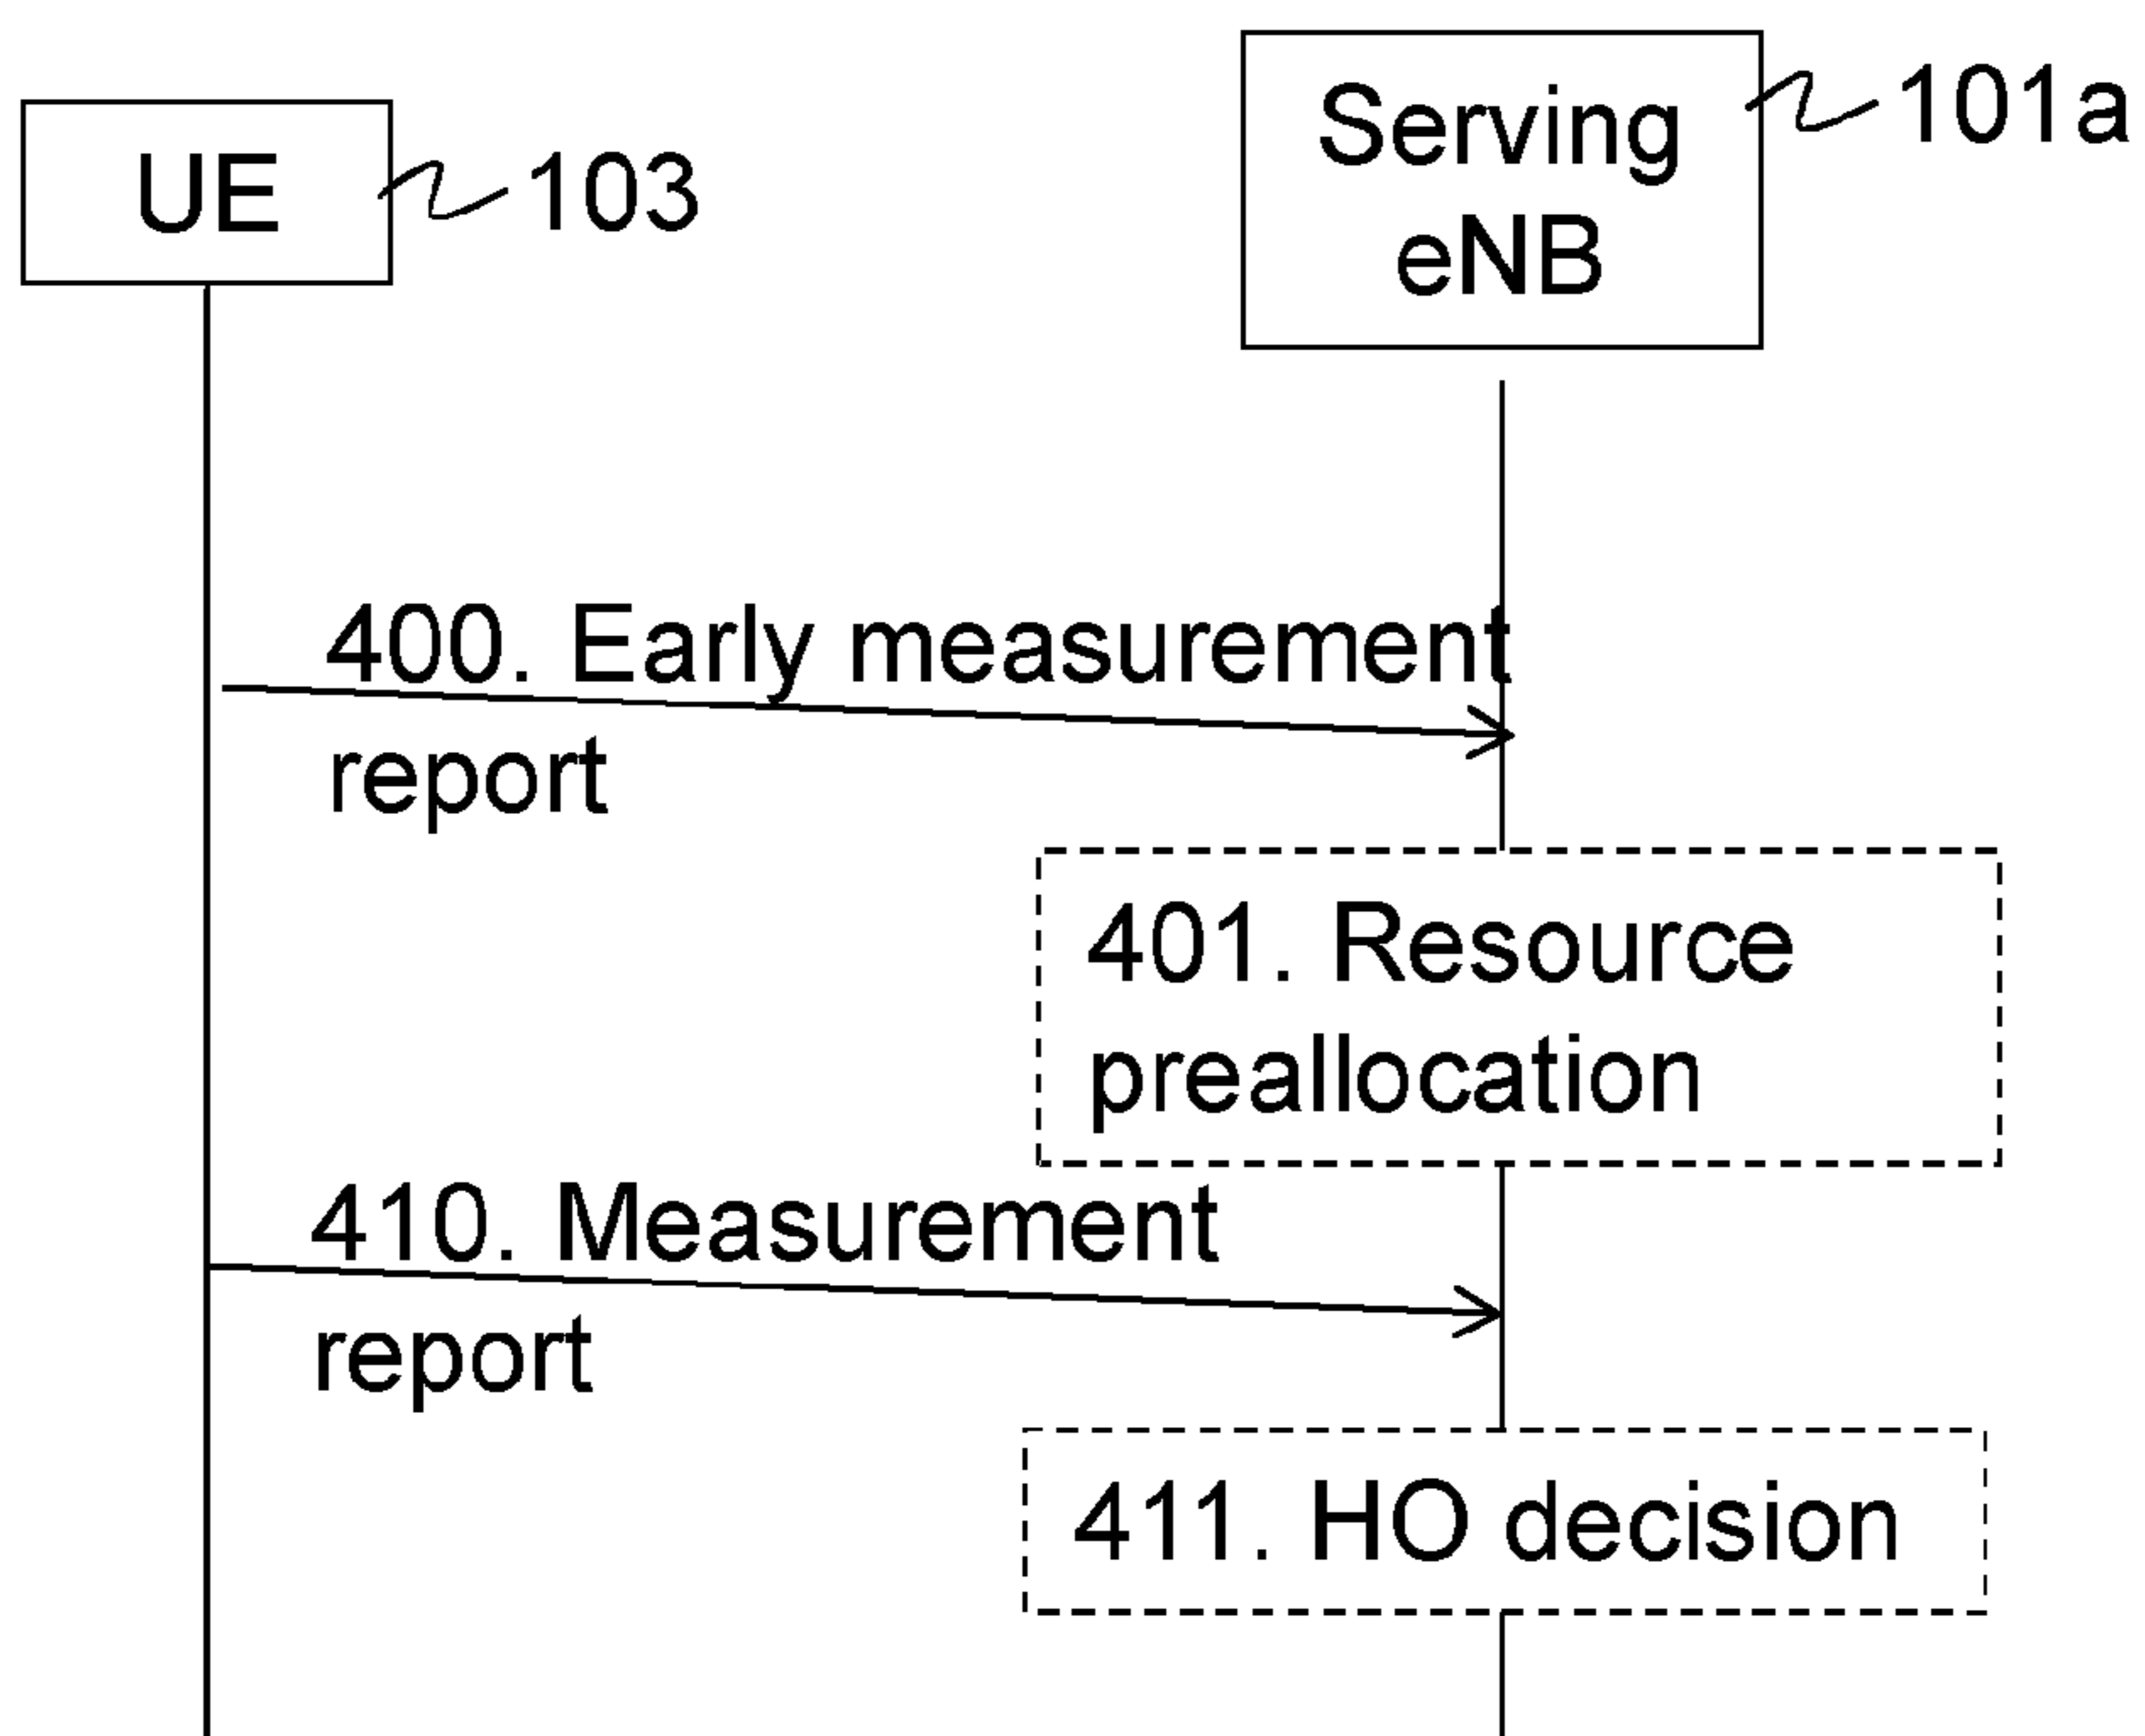 UE
103
Serving
eNB
101a
400. Early measurement
report
401. Resource
preallocation
410. Measurement
report
411. HO decision